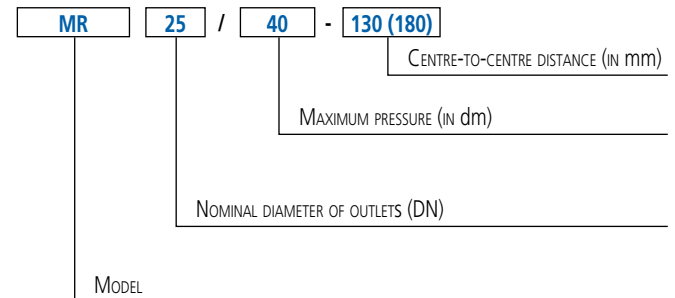 MR 25 / 40 - 130 (180)
Centre-to-centre distance (in mm)
Maximum pressure (in dm)
Nominal diameter of outlets (DN)
Model